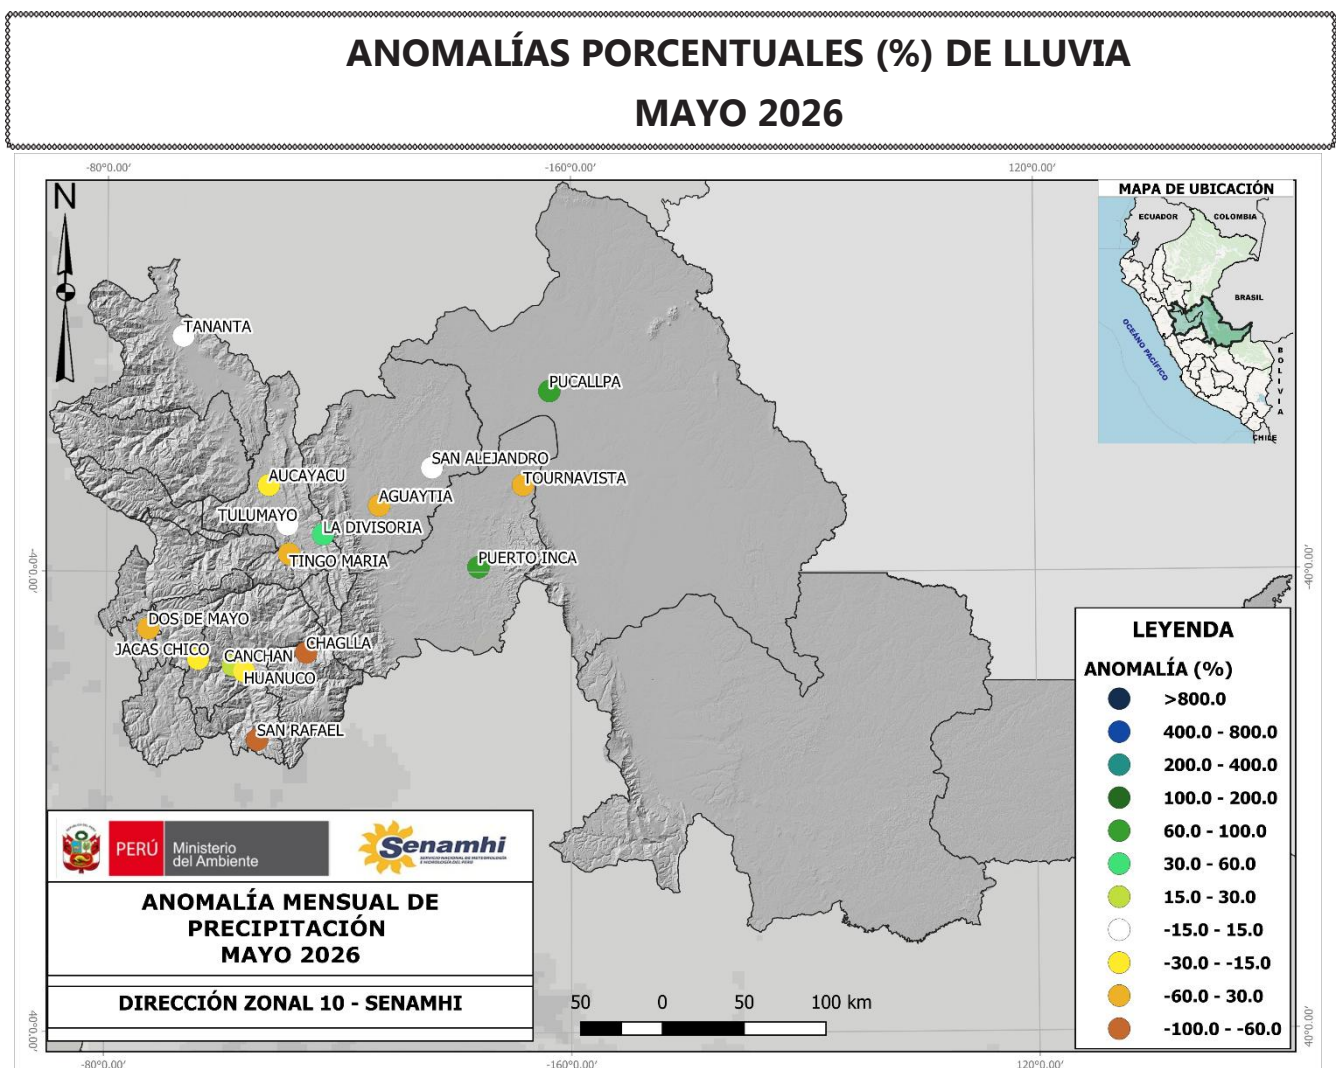 ANOMALÍAS PORCENTUALES (%) DE LLUVIA
MAYO 2026
-80°0.00'
-160°0.00'
120°0.00'
N
MAPA DE UBICACIÓN
ECUADOR
COLOMBIA
BRASIL
OCEÁNO PACÍFICO
BOLIVIA
CHILE
TANANTA
PUCALLPA
SAN ALEJANDRO
AUCAYACU
TOURNAVISTA
AGUAYTIA
TULUMAYO
LA DIVISORIA
TINGO MARIA
PUERTO INCA
-40°0.00'
-40°0.00'
DOS DE MAYO
JACAS CHICO
CANCHAN
CHAGLLA
HUANUCO
SAN RAFAEL
LEYENDA
ANOMALÍA (%)
>800.0
400.0 - 800.0
200.0 - 400.0
100.0 - 200.0
60.0 - 100.0
30.0 - 60.0
15.0 - 30.0
-15.0 - 15.0
-30.0 - -15.0
-60.0 - 30.0
-100.0 - -60.0
PERÚ
Ministerio
del Ambiente
Senamhi
ANOMALÍA MENSUAL DE
PRECIPITACIÓN
MAYO 2026
DIRECCIÓN ZONAL 10 - SENAMHI
50 0 50 100 km
40°0.00'
40°0.00'
-80°0.00'
-160°0.00'
120°0.00'